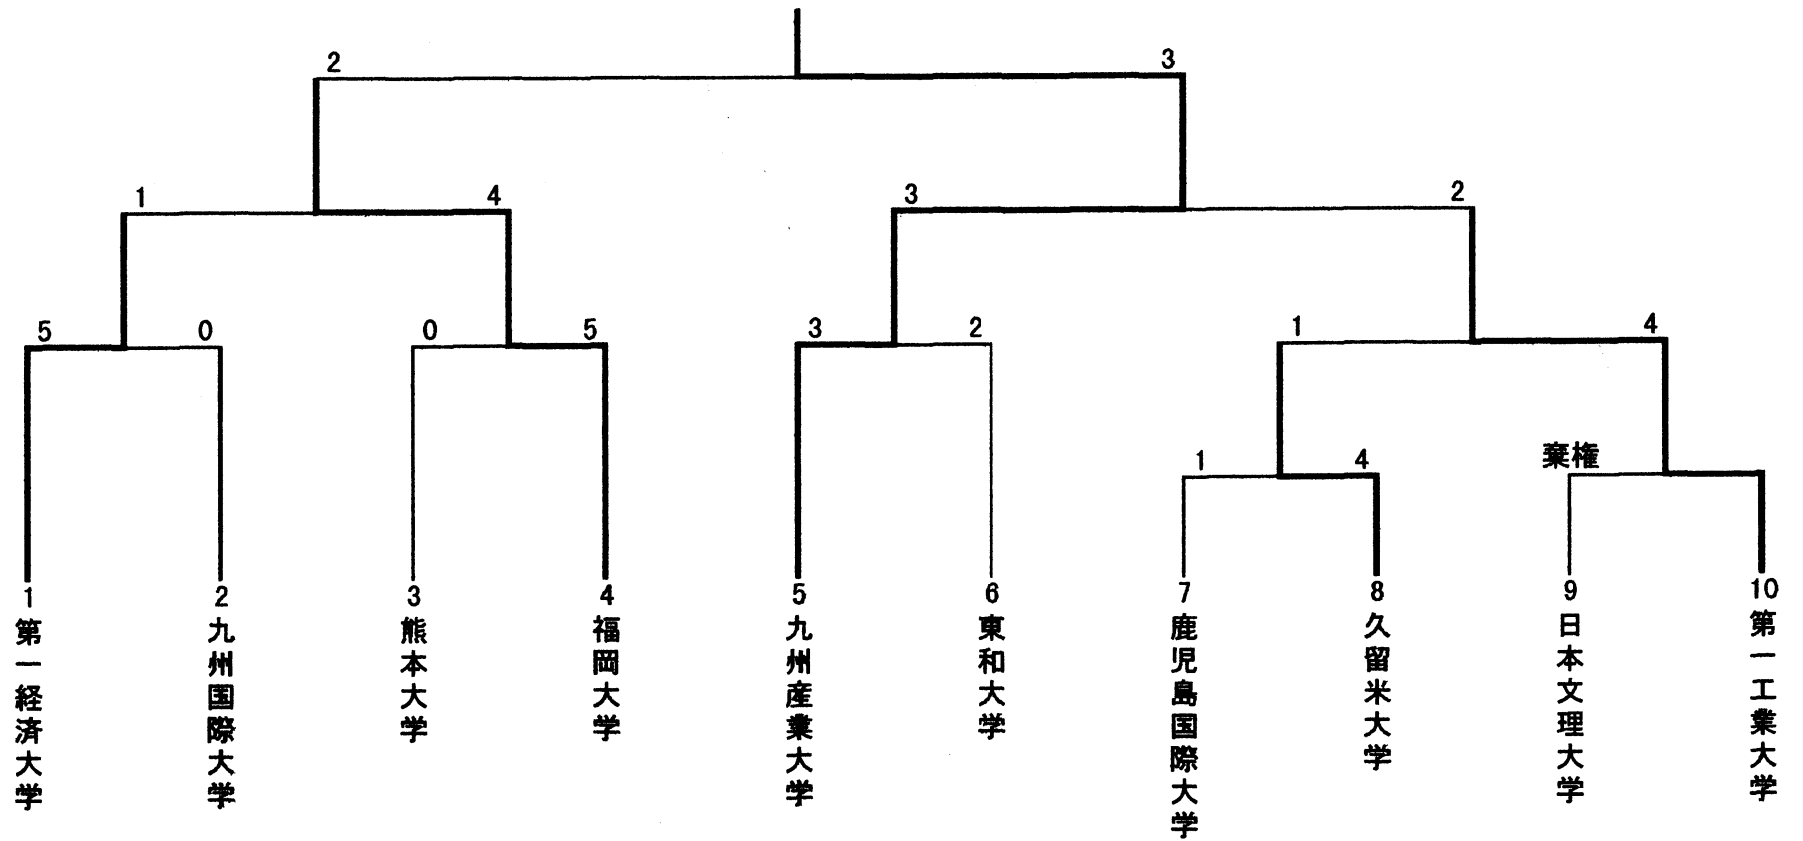 2 3
1 4 3 2
5 0 0 5 3 2 1 4
1 4 棄権
1 2 3 4 5 6 7 8 9 10
第一経済大学
九州国際大学
熊本大学
福岡大学
九州産業大学
東和大学
鹿児島国際大学
久留米大学
日本文理大学
第一工業大学